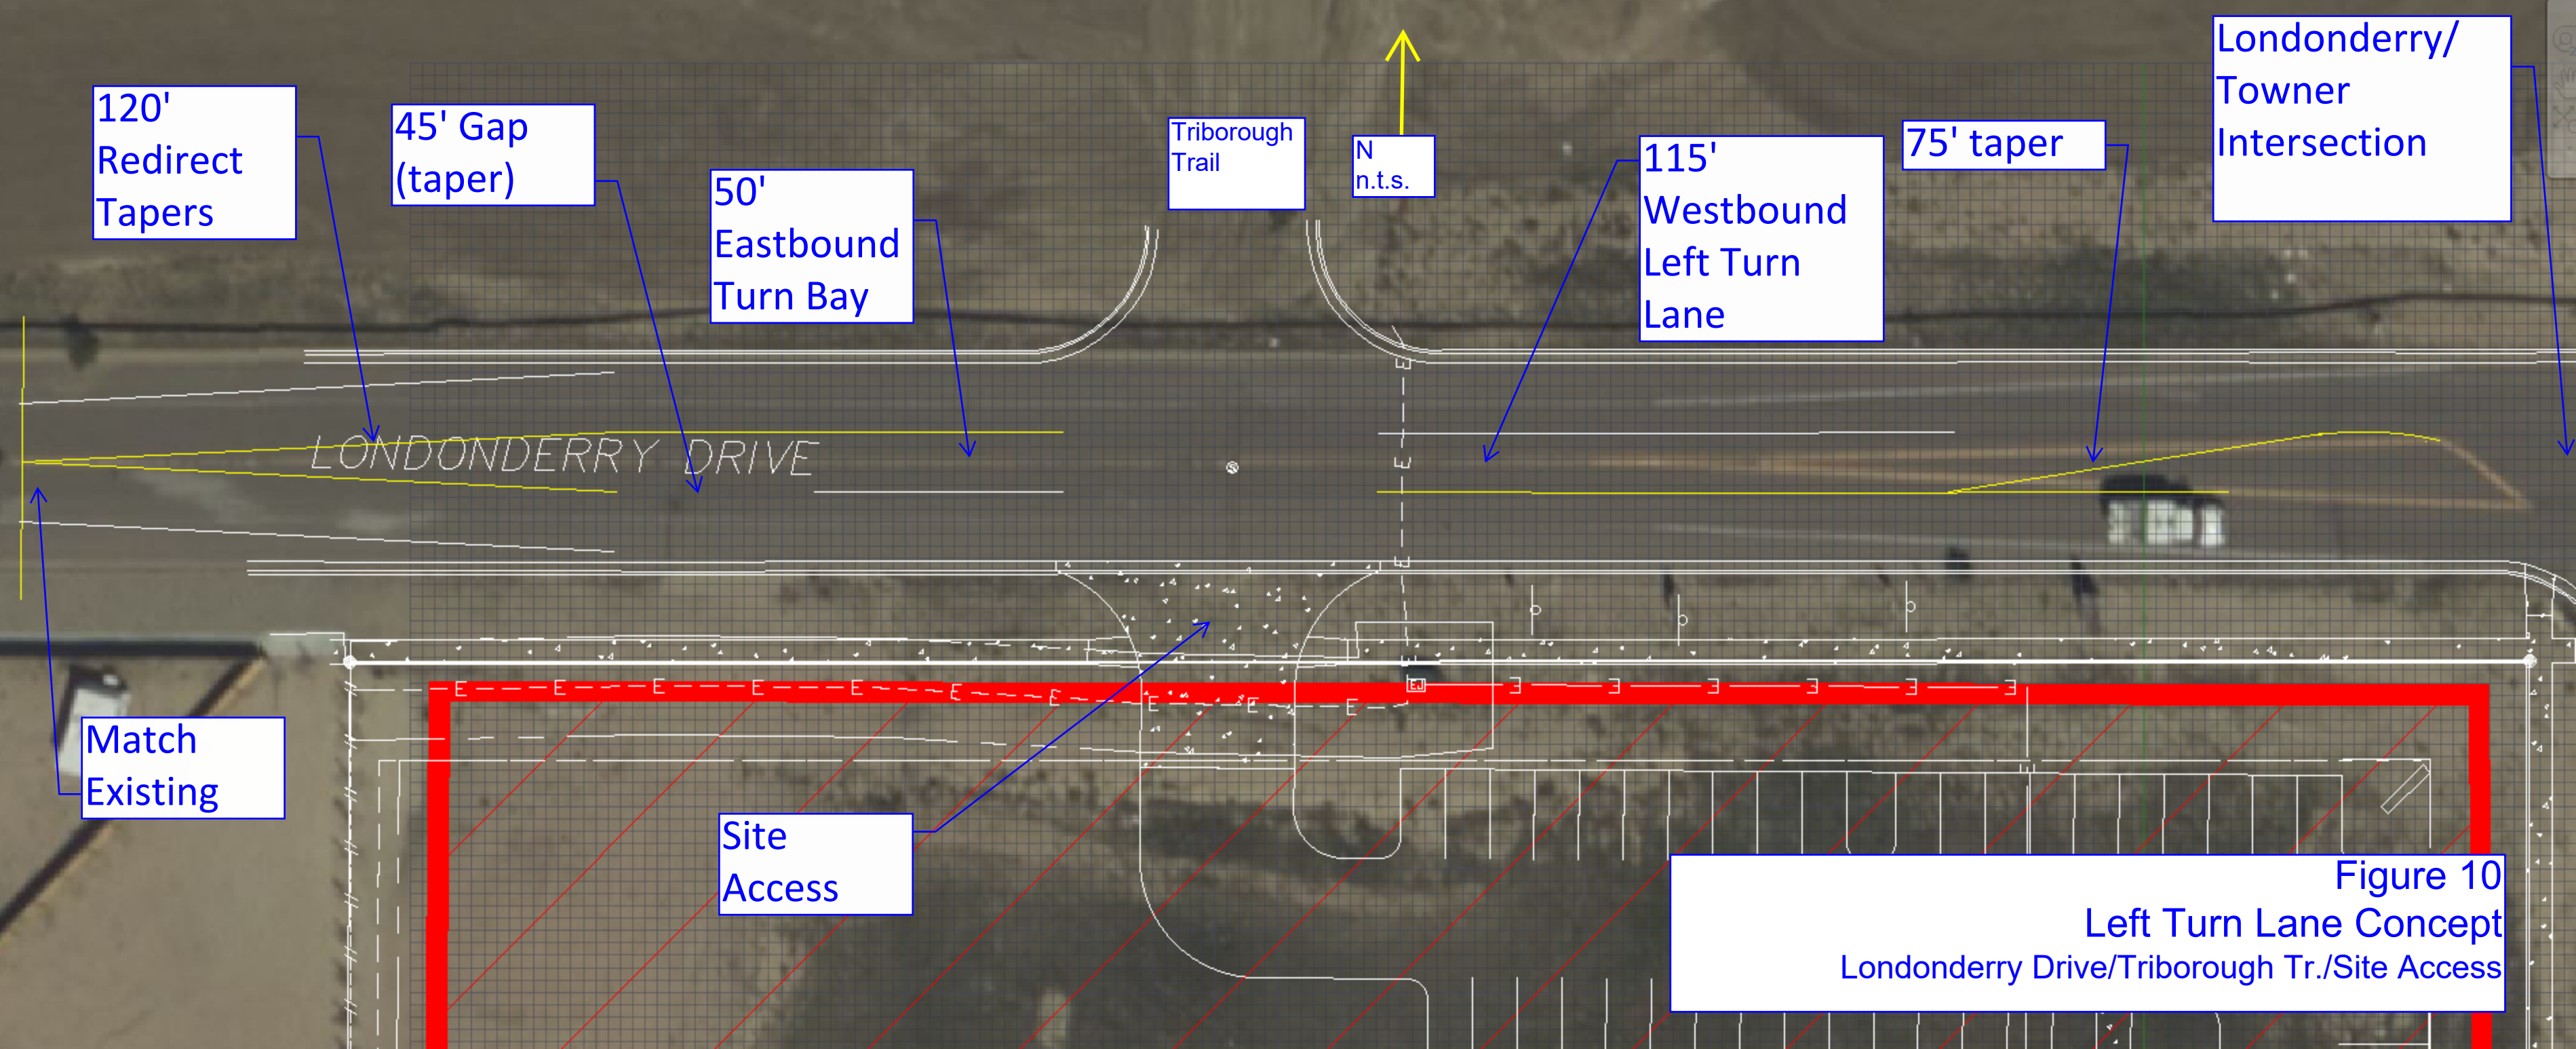 120'
Redirect
Tapers
45' Gap
(taper)
50'
Eastbound
Turn Bay
Triborough
Trail
N
n.t.s.
115'
Westbound
Left Turn
Lane
75' taper
Londonderry/
Towner
Intersection
LONDONDERRY DRIVE
E E E E E E E E E E
EJ E E E E E E
Match
Existing
Site
Access
Figure 10
Left Turn Lane Concept
Londonderry Drive/Triborough Tr./Site Access